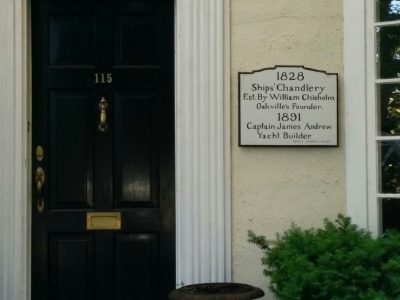 115
1828
Ships' Chandlery
Est. By William Chisholm
Oakville's Founder.
1891
Captain James Andrew
Yacht Builder